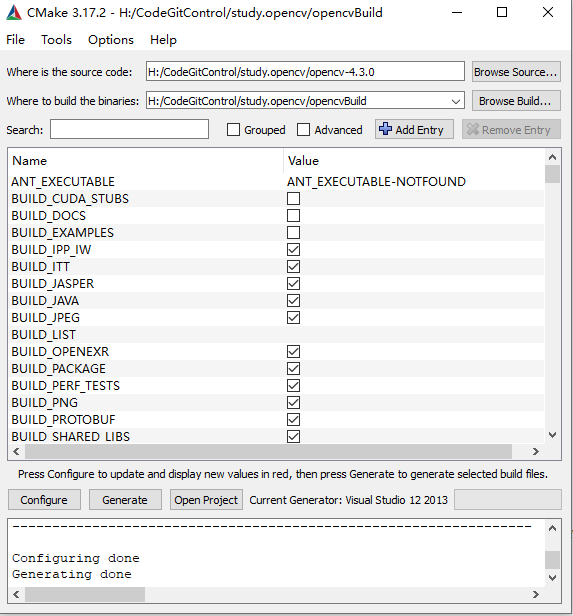 CMake 3.17.2 - H:/CodeGitControl/study.opencv/opencvBuild
File Tools Options Help
Where is the source code: H:/CodeGitControl/study.opencv/opencv-4.3.0 Browse Source...
Where to build the binaries: H:/CodeGitControl/study.opencv/opencvBuild Browse Build...
Search: Grouped Advanced Add Entry Remove Entry
Name Value
ANT_EXECUTABLE ANT_EXECUTABLE-NOTFOUND
BUILD_CUDA_STUBS
BUILD_DOCS
BUILD_EXAMPLES
BUILD_IPP_IW
BUILD_ITT
BUILD_JASPER
BUILD_JAVA
BUILD_JPEG
BUILD_LIST
BUILD_OPENEXR
BUILD_PACKAGE
BUILD_PERF_TESTS
BUILD_PNG
BUILD_PROTOBUF
BUILD_SHARED_LIBS
Press Configure to update and display new values in red, then press Generate to generate selected build files.
Configure Generate Open Project Current Generator: Visual Studio 12 2013
-----------------------------------------------------------------
Configuring done
Generating done